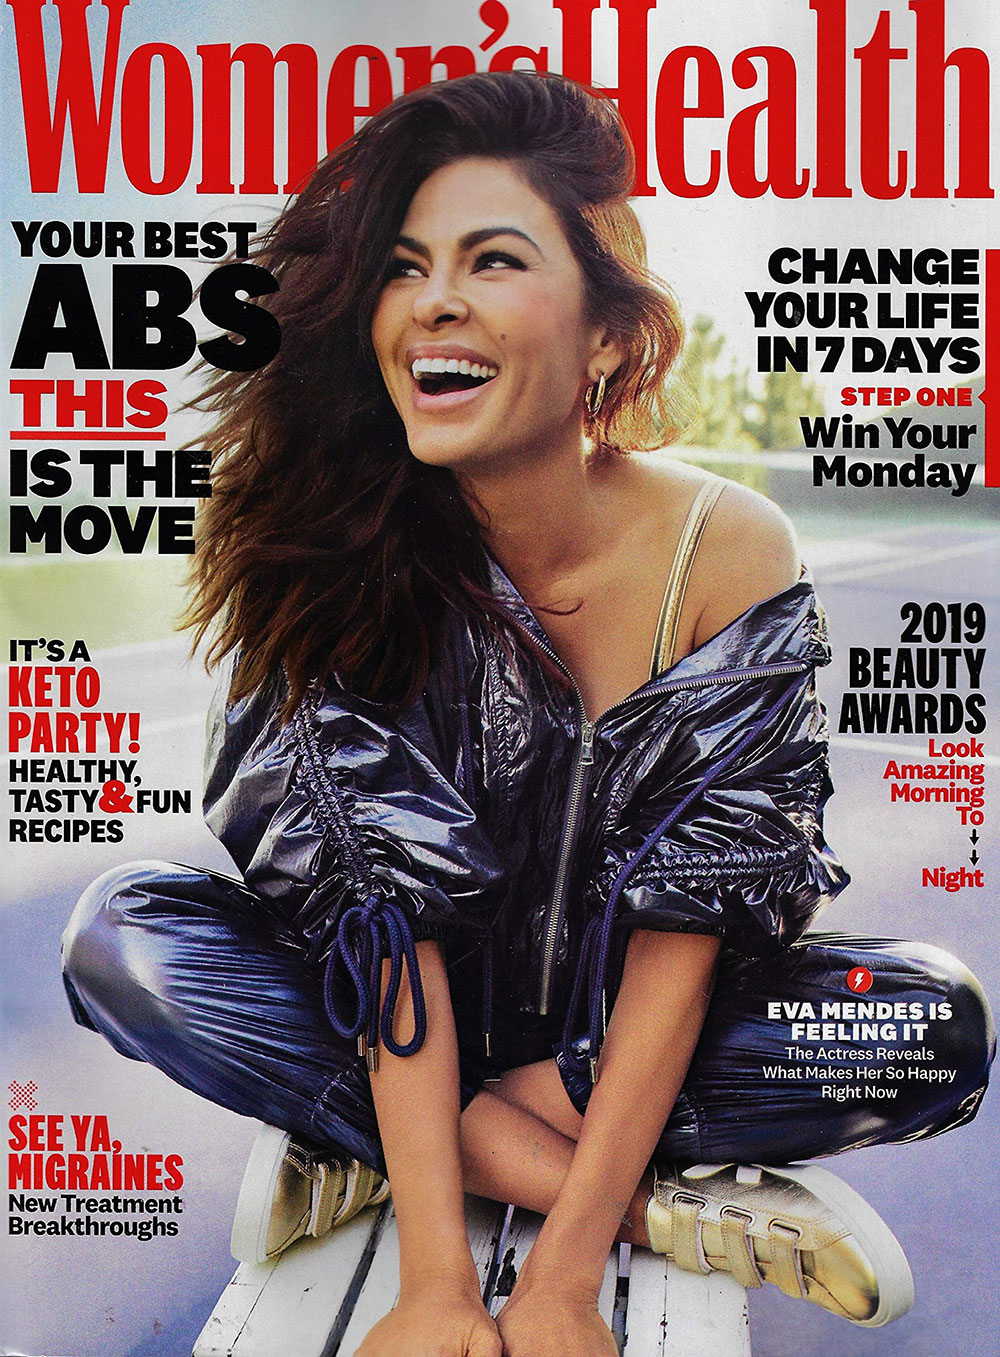 Women's Health
YOUR BEST
ABS
THIS
IS THE
MOVE
CHANGE
YOUR LIFE
IN 7 DAYS
STEP ONE
Win Your
Monday
IT'S A
KETO
PARTY!
HEALTHY,
TASTY & FUN
RECIPES
2019
BEAUTY
AWARDS
Look
Amazing
Morning
To
Night
EVA MENDES IS
FEELING IT
The Actress Reveals
What Makes Her So Happy
Right Now
SEE YA,
MIGRAINES
New Treatment
Breakthroughs